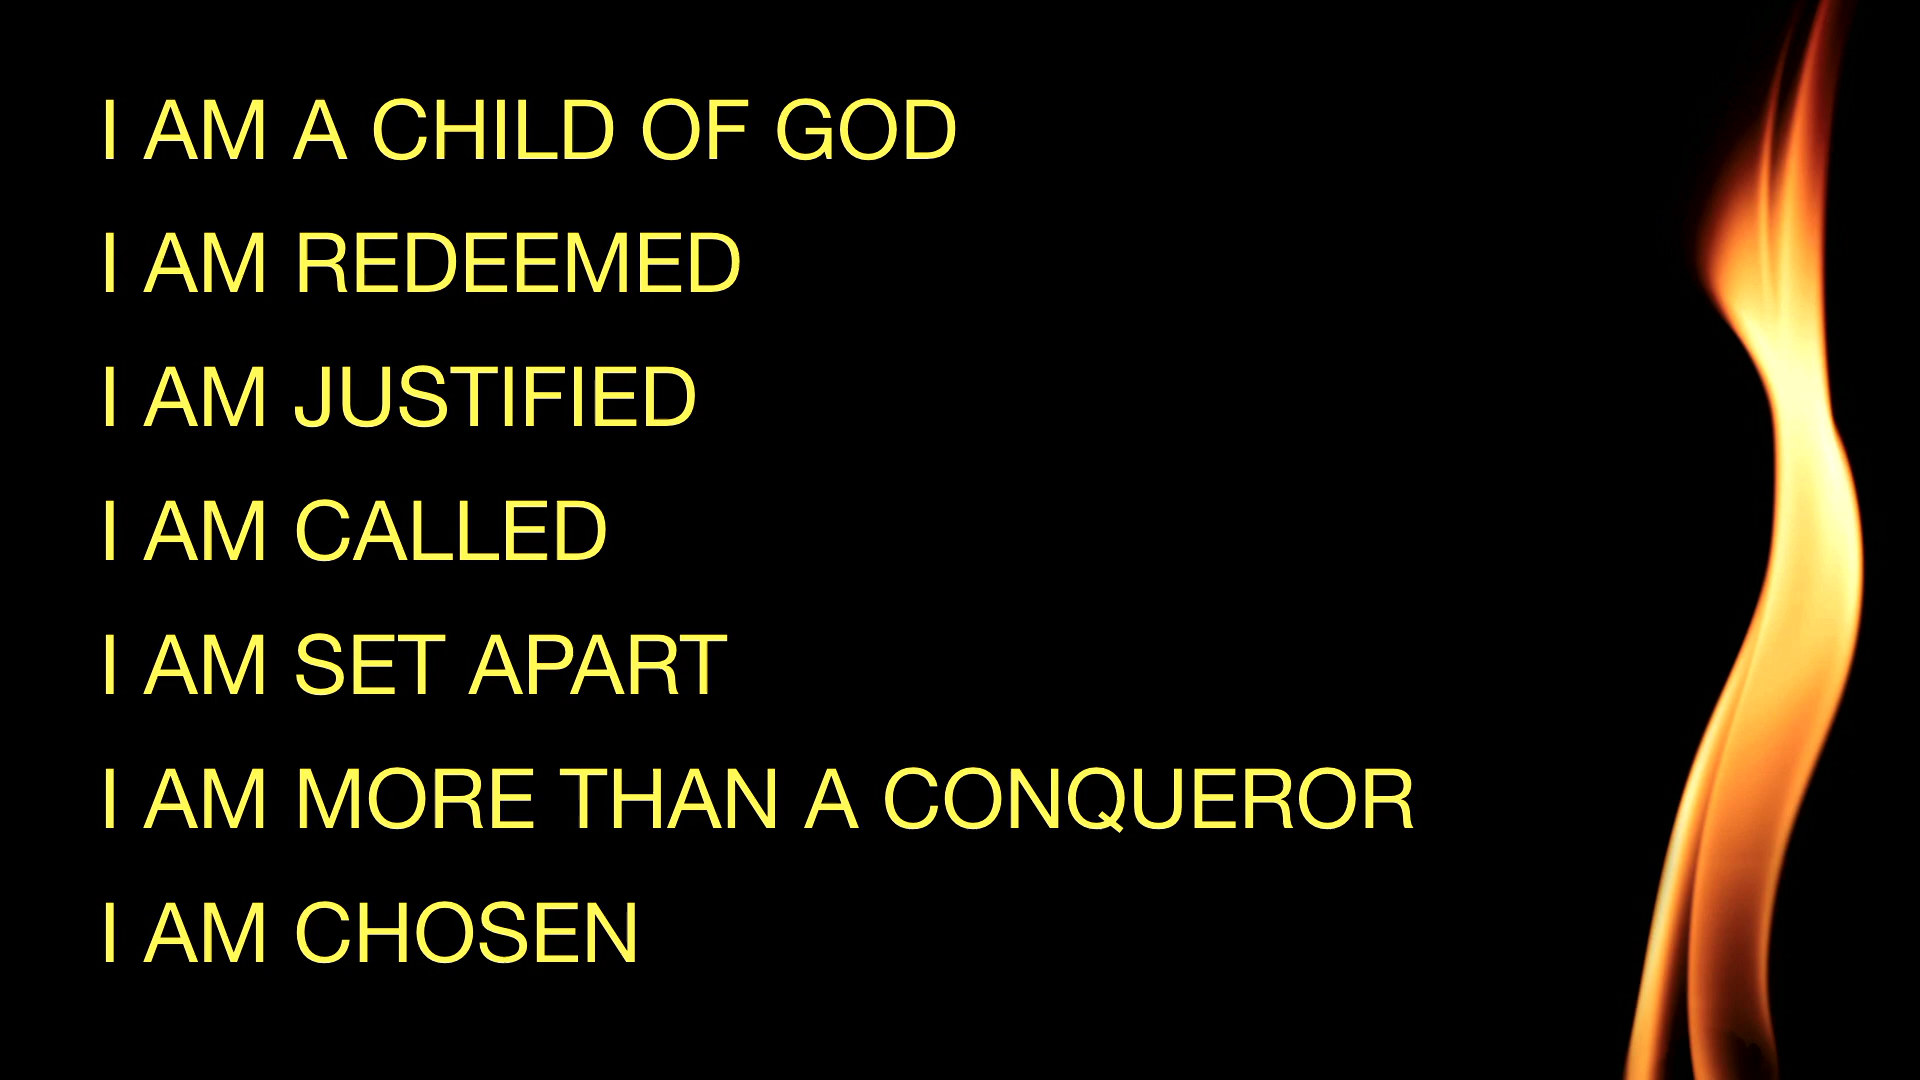 I AM A CHILD OF GOD
I AM REDEEMED
I AM JUSTIFIED
I AM CALLED
I AM SET APART
I AM MORE THAN A CONQUEROR
I AM CHOSEN